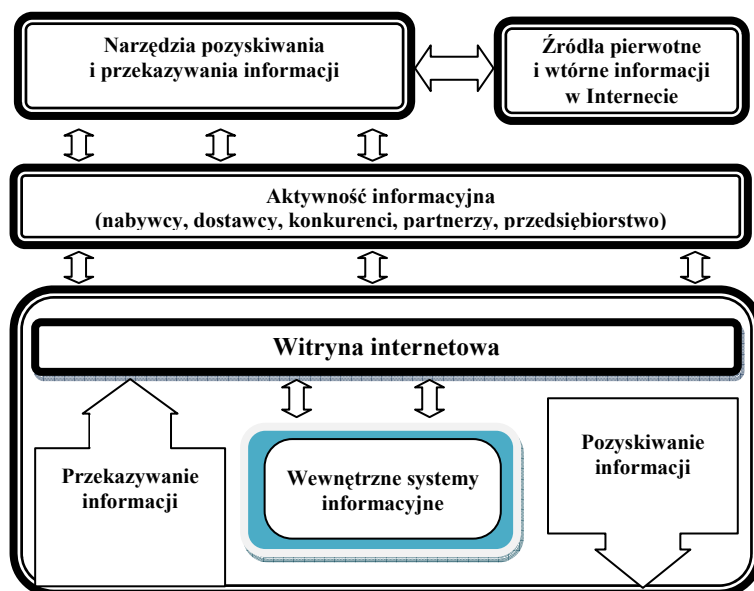 Narzędzia pozyskiwania
i przekazywania informacji
Źródła pierwotne
i wtórne informacji
w Internecie
Aktywność informacyjna
(nabywcy, dostawcy, konkurenci, partnerzy, przedsiębiorstwo)
Witryna internetowa
Przekazywanie
informacji
Wewnętrzne systemy
informacyjne
Pozyskiwanie
informacji